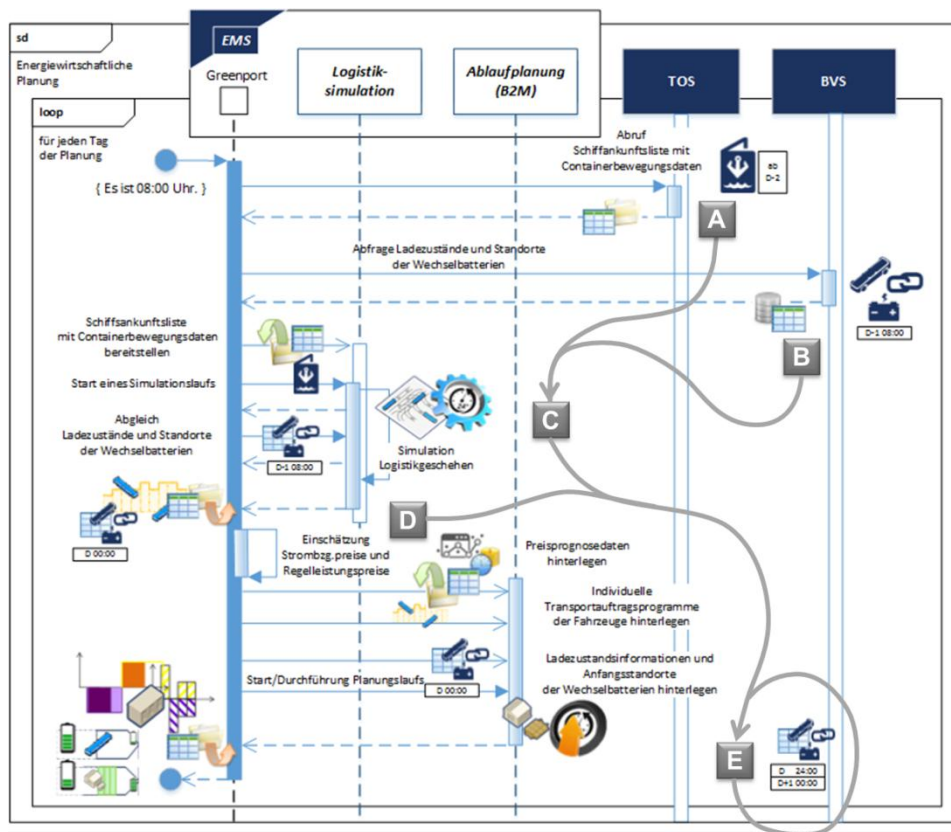 sd
EMS
Energiewirtschaftliche
Planung
Greenport
Logistik-
simulation
Ablaufplanung
(B2M)
TOS
BVS
loop
für jeden Tag
der Planung
{ Es ist 08:00 Uhr. }
Abruf
Schiffankunftsliste mit
Containerbewegungsdaten
ab
D-2
A
Abfrage Ladezustände und Standorte
der Wechselbatterien
D-1 08:00
B
Schiffsankunftsliste
mit Containerbewegungsdaten
bereitstellen
Start eines Simulationslaufs
C
Abgleich
Ladezustände und Standorte
der Wechselbatterien
D-1 08:00
Simulation
Logistikgeschehen
D
D 00:00
Einschätzung
Strombzg.preise und
Regelleistungspreise
Preisprognosedaten
hinterlegen
Individuelle
Transportauftragsprogramme
der Fahrzeuge hinterlegen
Start/Durchführung Planungslaufs
D 00:00
Ladezustandsinformationen und
Anfangsstandorte
der Wechselbatterien hinterlegen
E
D 24:00
D+1 00:00